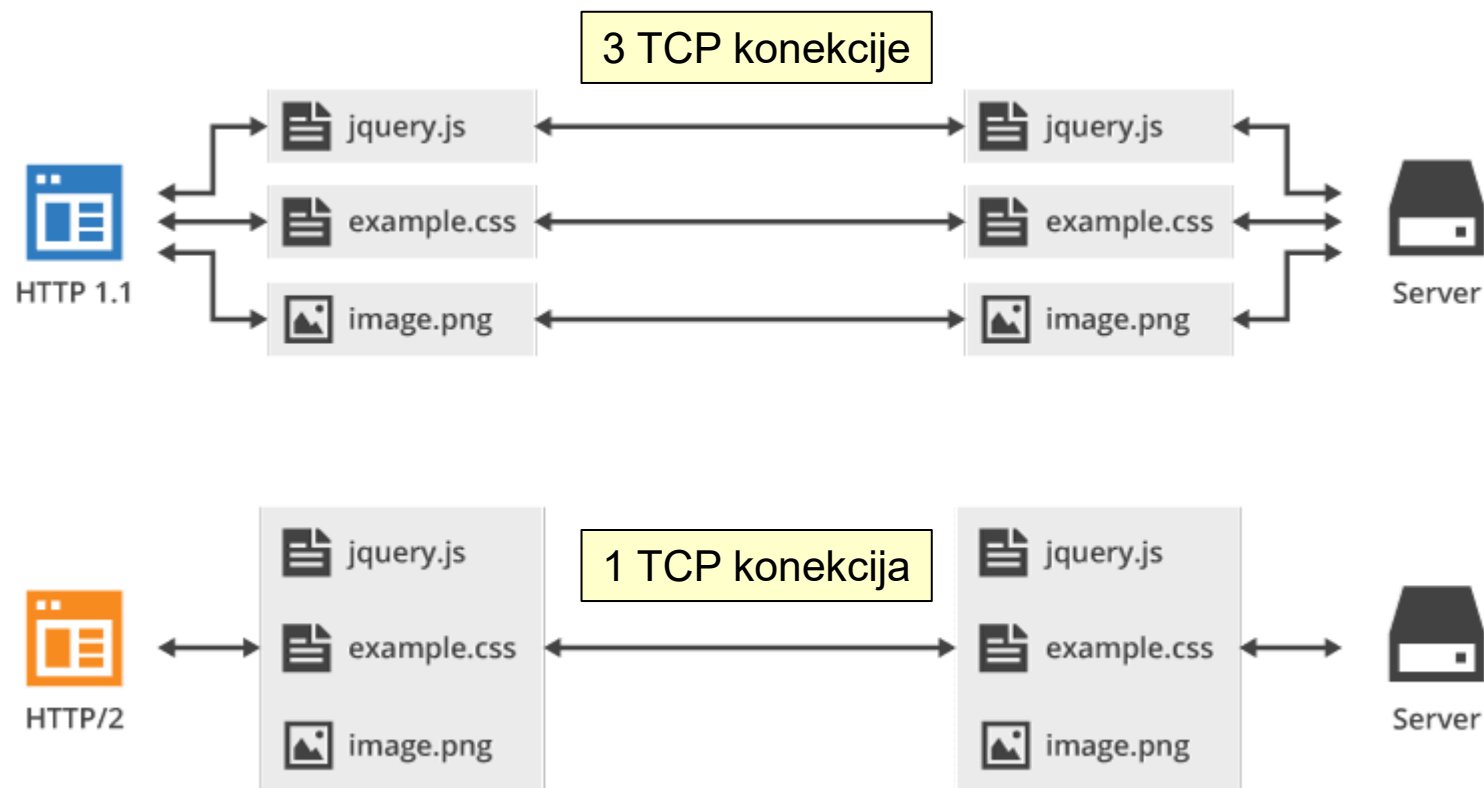 3 TCP konekcije
jquery.js
jquery.js
example.css
example.css
HTTP 1.1
Server
image.png
image.png
1 TCP konekcija
jquery.js
jquery.js
example.css
example.css
HTTP/2
Server
image.png
image.png